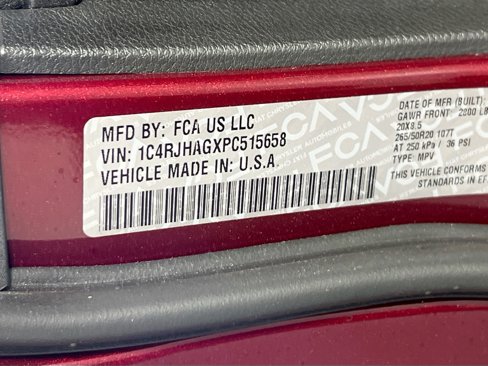 MFD BY: FCA US LLC
VIN: 1C4RJHAGXPC515658
VEHICLE MADE IN: U.S.A.
DATE OF MFR (BUILT):
GAWR FRONT: 2800 LB
20X8.5
265/50R20 107T
AT 250 kPa / 36 PSI
TYPE: MPV
THIS VEHICLE CONFORMS
STANDARDS IN EF